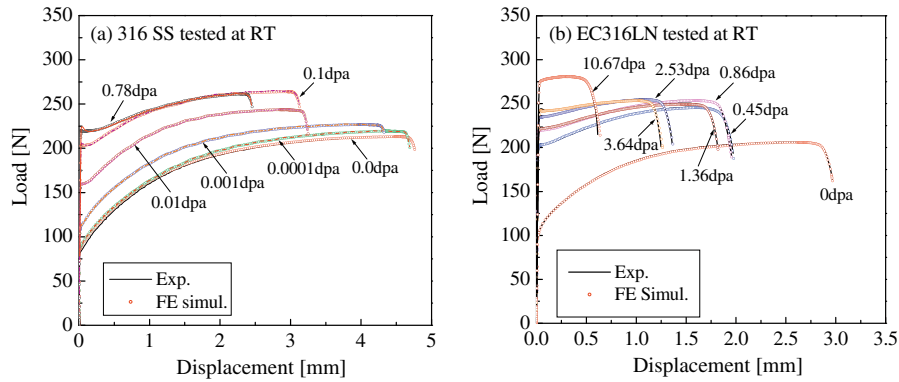 (a) 316 SS tested at RT
350
300
250
200
150
100
50
0
Load [N]
0.78dpa
0.1dpa
0.01dpa
0.001dpa
0.0001dpa
0.0dpa
Exp.
FE simul.
0 1 2 3 4 5
Displacement [mm]
(b) EC316LN tested at RT
350
300
250
200
150
100
50
0
Load [N]
10.67dpa
2.53dpa
0.86dpa
0.45dpa
3.64dpa
1.36dpa
0dpa
Exp.
FE Simul.
0.0 0.5 1.0 1.5 2.0 2.5 3.0 3.5
Displacement [mm]